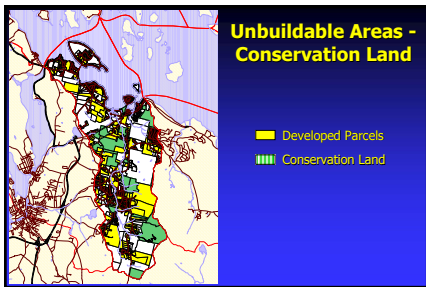 Unbuildable Areas -
Conservation Land
Developed Parcels
Conservation Land